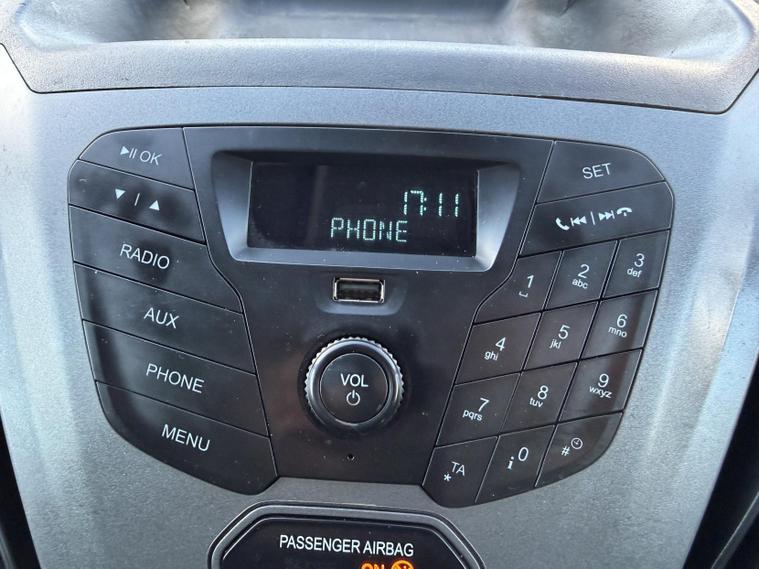 OK
17:11
PHONE
SET
RADIO
AUX
PHONE
MENU
VOL
1
2
abc
3
def
4
ghi
5
jkl
6
mno
7
pqrs
8
tuv
9
wxyz
TA
*
i 0
#
PASSENGER AIRBAG
ON